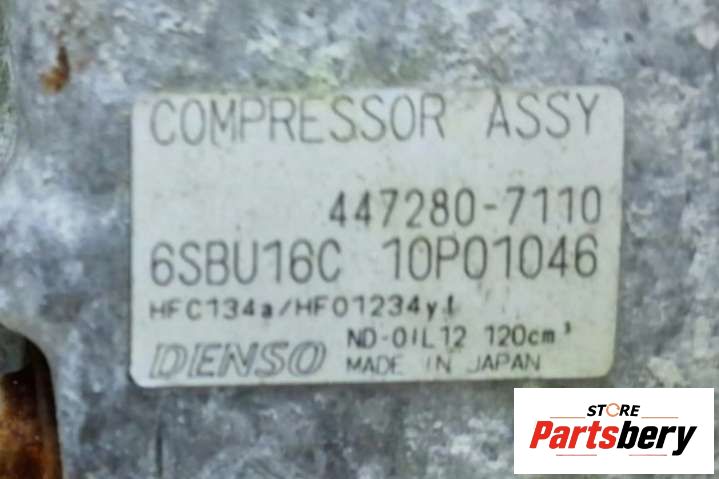 COMPRESSOR ASSY
447280-7110
6SBU16C 10P01046
HFC134a/HFO1234yf
ND-OIL12 120cm³
DENSO MADE IN JAPAN
STORE
Partsbery